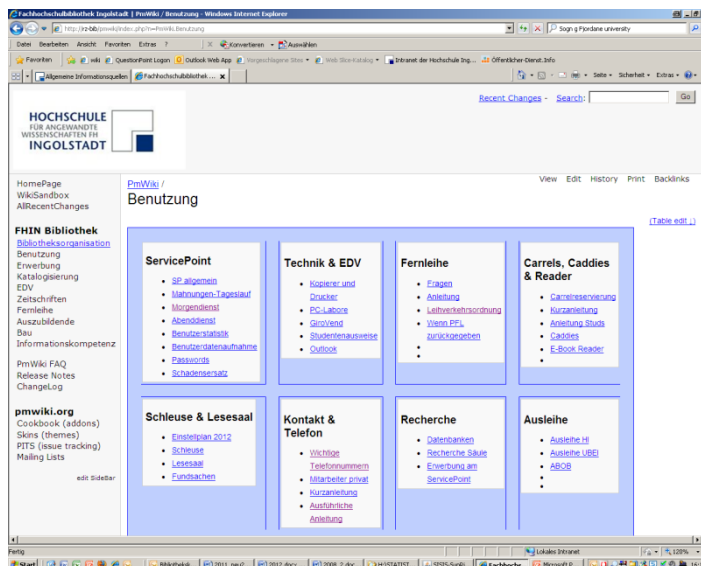 Fachhochschulbibliothek Ingolstadt | PmWiki / Benutzung - Windows Internet Explorer
Sogn g Fjordane university
Datei Bearbeiten Ansicht Favoriten Extras ?
Konvertieren
Auswählen
Favoriten
wiki
QuestionPoint Logon
Outlook Web App
Vorgeschlagene Sites
Web Slice-Katalog
Intranet der Hochschule Ing...
Öffentlicher-Dienst.Info
Allgemeine Informationsquellen
Fachhochschulbibliothek ...
Seite Sicherheit Extras
HOCHSCHULE
FÜR ANGEWANDTE
WISSENSCHAFTEN FH
INGOLSTADT
Recent Changes - Search: Go
View Edit History Print Backlinks
HomePage
WikiSandbox
AllRecentChanges
FHIN Bibliothek
Bibliotheksorganisation
Benutzung
Erwerbung
Katalogisierung
EDV
Zeitschriften
Fernleihe
Auszubildende
Bau
Informationskompetenz
PmWiki FAQ
Release Notes
ChangeLog
pmwiki.org
Cookbook (addons)
Skins (themes)
PITS (issue tracking)
Mailing Lists
edit SideBar
PmWiki /
Benutzung
(Table edit ↓)
ServicePoint
SP allgemein
Mahnungen-Tageslauf
Morgendienst
Abenddienst
Benutzerstatistik
Benutzerdatenaufnahme
Passwords
Schadensersatz
Technik & EDV
Kopierer und
Drucker
PC-Labore
GiroVend
Studentenausweise
Outlook
Fernleihe
Fragen
Anleitung
Leihverkehrsordnung
Wenn PFL
zurückgegeben
Carrels, Caddies
& Reader
Carrelreservierung
Kurzanleitung
Anleitung Studs
Caddies
E-Book Reader
Schleuse & Lesesaal
Einstellplan 2012
Schleuse
Lesesaal
Fundsachen
Kontakt &
Telefon
Wichtige
Telefonnummern
Mitarbeiter privat
Kurzanleitung
Ausführliche
Anleitung
Recherche
Datenbanken
Recherche Säule
Erwerbung am
ServicePoint
Ausleihe
Ausleihe HI
Ausleihe UBEI
ABOB
Fertig
Lokales Intranet
120%
Start